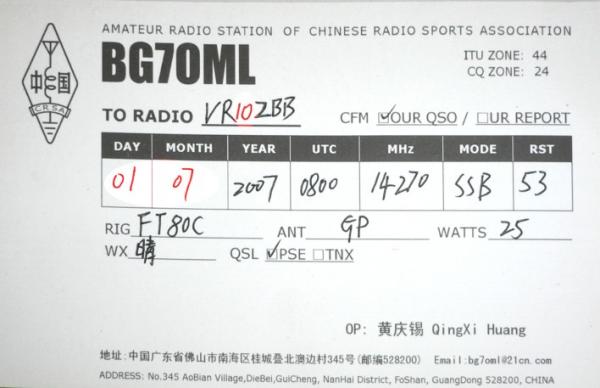 AMATEUR RADIO STATION OF CHINESE RADIO SPORTS ASSOCIATION
中国
CRSA
BG7OML
ITU ZONE: 44
CQ ZONE: 24
TO RADIO VR10ZBB CFM ☑OUR QSO / ☐UR REPORT
DAY MONTH YEAR UTC MHz MODE RST
01 07 2007 0800 14270 SSB 53
RIG FT80C ANT GP WATTS 25
WX 晴 QSL ☑PSE ☐TNX
OP: 黄庆锡 QingXi Huang
地址:中国广东省佛山市南海区桂城叠北澳边村345号(邮编528200) Email:bg7oml@21cn.com
ADDRESS: No.345 AoBian Village,DieBei,GuiCheng, NanHai District, FoShan, GuangDong 528200, CHINA